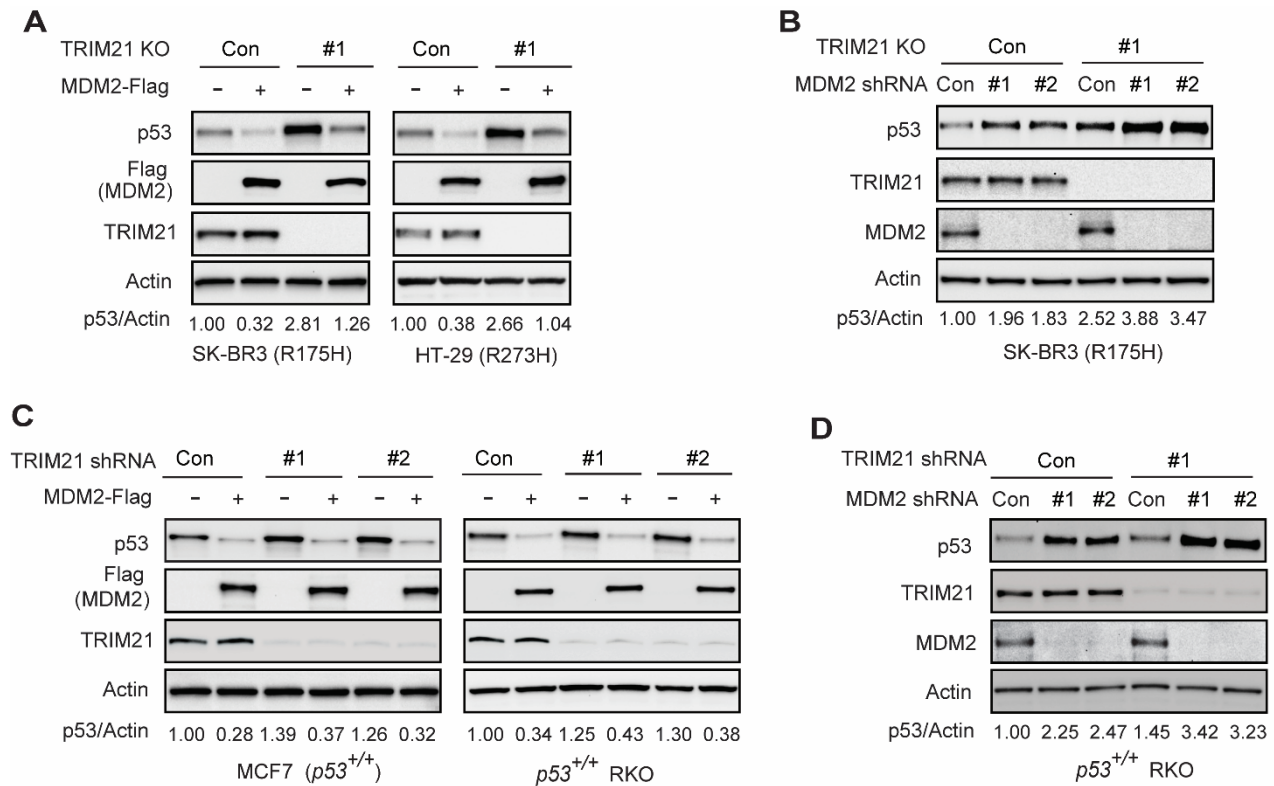 A
TRIM21 KO Con #1 Con #1
MDM2-Flag - + - + - + - +
p53
Flag
(MDM2)
TRIM21
Actin
p53/Actin 1.00 0.32 2.81 1.26 1.00 0.38 2.66 1.04
SK-BR3 (R175H) HT-29 (R273H)
B
TRIM21 KO Con #1
MDM2 shRNA Con #1 #2 Con #1 #2
p53
TRIM21
MDM2
Actin
p53/Actin 1.00 1.96 1.83 2.52 3.88 3.47
SK-BR3 (R175H)
C
TRIM21 shRNA Con #1 #2 Con #1 #2
MDM2-Flag - + - + - + - + - + - +
p53
Flag
(MDM2)
TRIM21
Actin
p53/Actin 1.00 0.28 1.39 0.37 1.26 0.32 1.00 0.34 1.25 0.43 1.30 0.38
MCF7 (p53+/+) p53+/+ RKO
D
TRIM21 shRNA Con #1
MDM2 shRNA Con #1 #2 Con #1 #2
p53
TRIM21
MDM2
Actin
p53/Actin 1.00 2.25 2.47 1.45 3.42 3.23
p53+/+ RKO